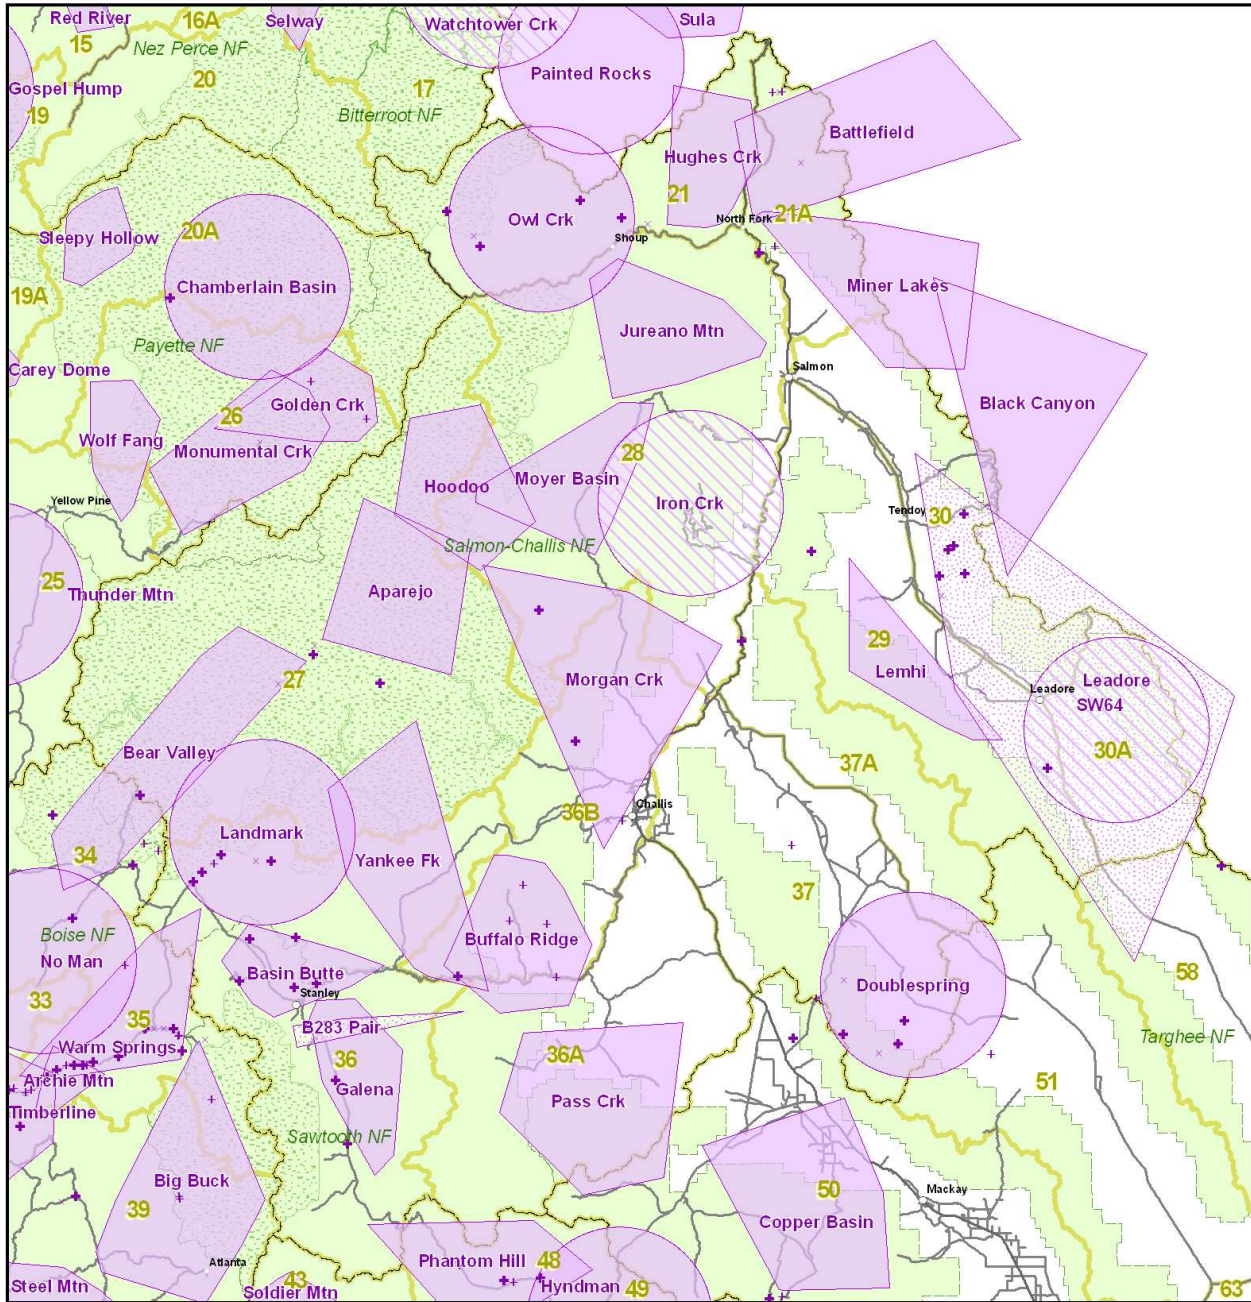 Red River
16A
Selway
Watchtower Crk
Sula
15
Nez Perce NF
20
17
Painted Rocks
Gospel Hump
19
Bitterroot NF
Battlefield
Hughes Crk
21
21A
North Fork
Owl Crk
Shoup
Sleepy Hollow
20A
Chamberlain Basin
19A
Miner Lakes
Payette NF
Jureano Mtn
Carey Dome
Salmon
Golden Crk
26
Black Canyon
Wolf Fang
Monumental Crk
28
Hoodoo
Moyer Basin
Iron Crk
Yellow Pine
Tendoy
30
Salmon-Challis NF
25
Thunder Mtn
Aparejo
29
Lemhi
27
Morgan Crk
Leadore
Leadore
SW64
30A
Bear Valley
37A
36B
Challis
Landmark
34
Yankee Fk
37
Boise NF
No Man
Buffalo Ridge
Basin Butte
Stanley
Doublespring
58
33
35
B283 Pair
Targhee NF
Warm Springs
36
36A
Archie Mtn
Galena
51
Timberline
Pass Crk
Sawtooth NF
Big Buck
39
50
Mackay
Copper Basin
Atlanta
Phantom Hill
48
Steel Mtn
43
Soldier Mtn
Hyndman
49
63